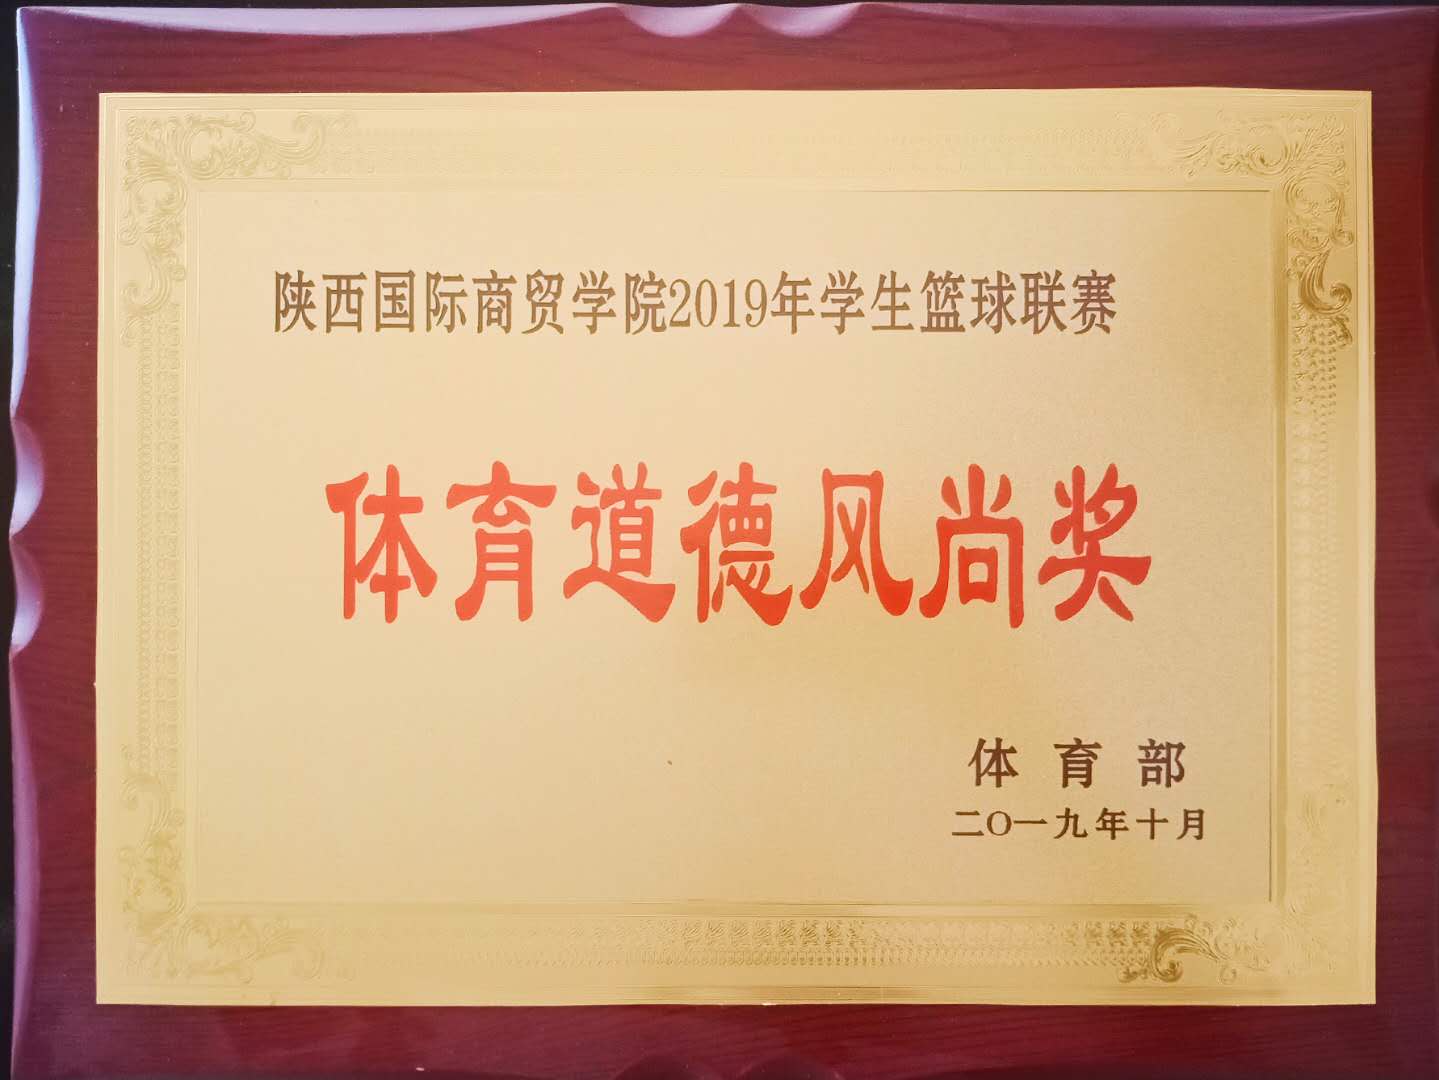 陕西国际商贸学院2019年学生篮球联赛
体育道德风尚奖
体育部
二〇一九年十月